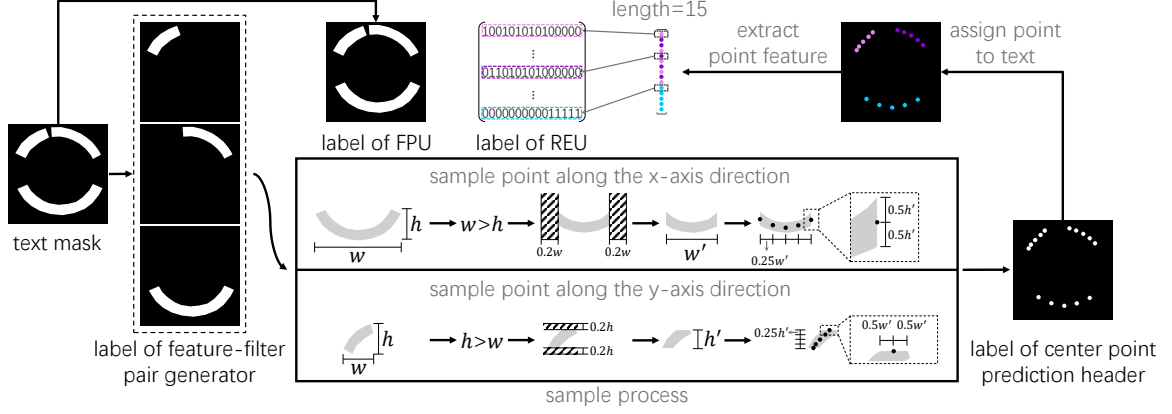 length=15
100101010100000
⋮
011010101000000
⋮
000000000011111
extract
point feature
assign point
to text
label of FPU
label of REU
text mask
label of feature-filter
pair generator
sample point along the x-axis direction
h
w
w>h
0.2w
0.2w
w′
0.25w′
0.5h′
0.5h′
sample point along the y-axis direction
h
w
h>w
0.2h
0.2h
h′
0.25h′
0.5w′ 0.5w′
sample process
label of center point
prediction header